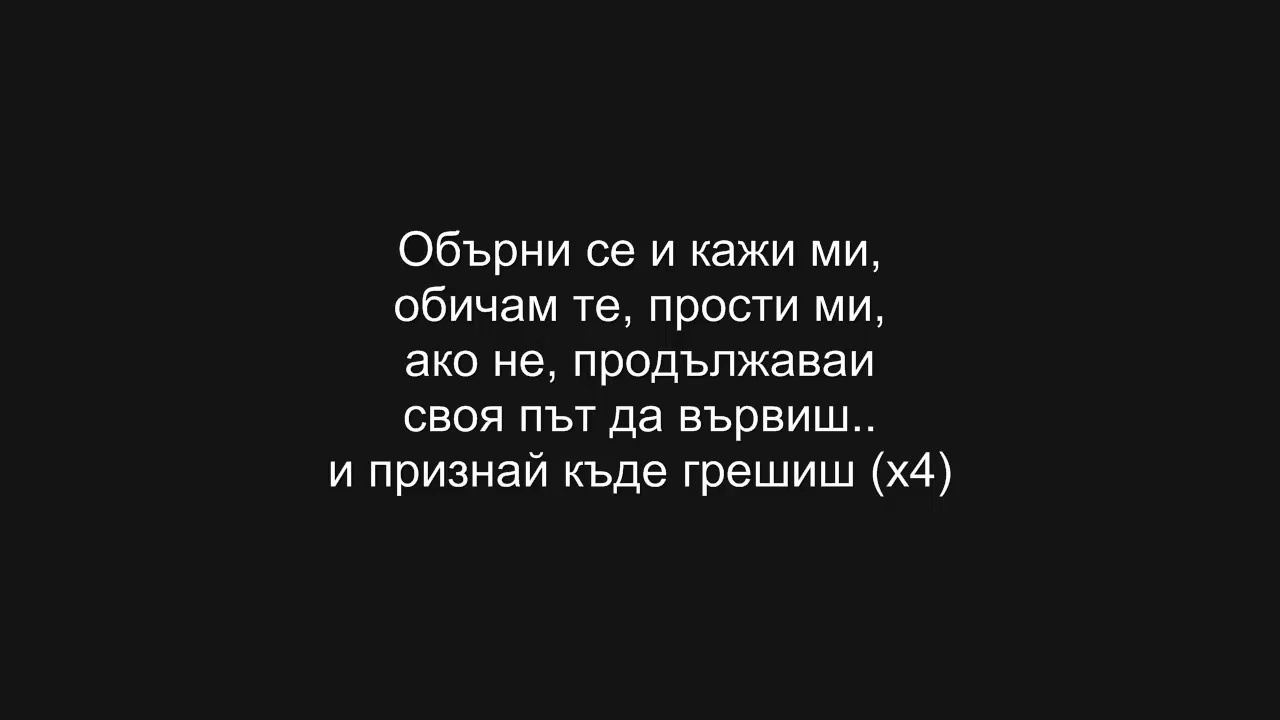 Обърни се и кажи ми,
обичам те, прости ми,
ако не, продължаваи
своя път да вървиш..
и признай къде грешиш (x4)